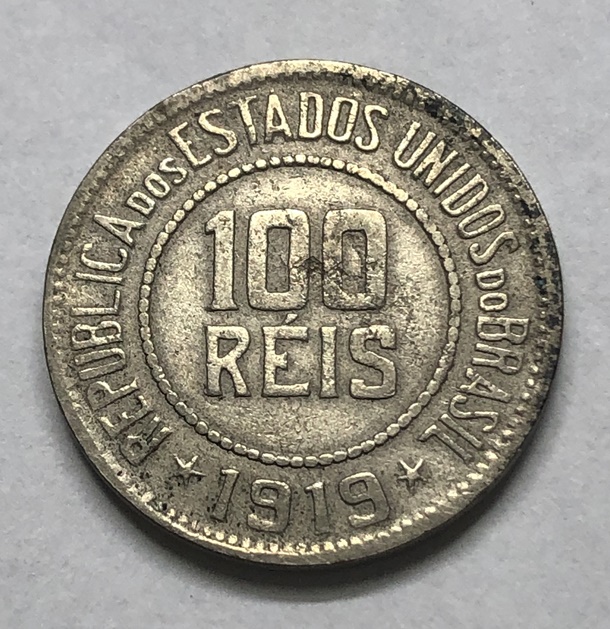 REPUBLICA DOS ESTADOS UNIDOS DO BRASIL
100
RÉIS
1919